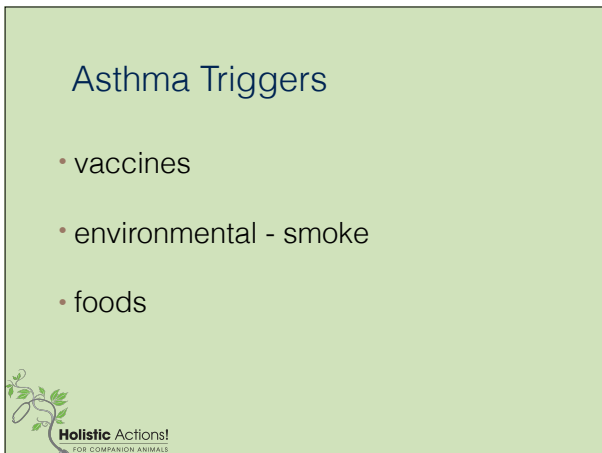 Asthma Triggers
• vaccines
• environmental - smoke
• foods
Holistic Actions!
FOR COMPANION ANIMALS